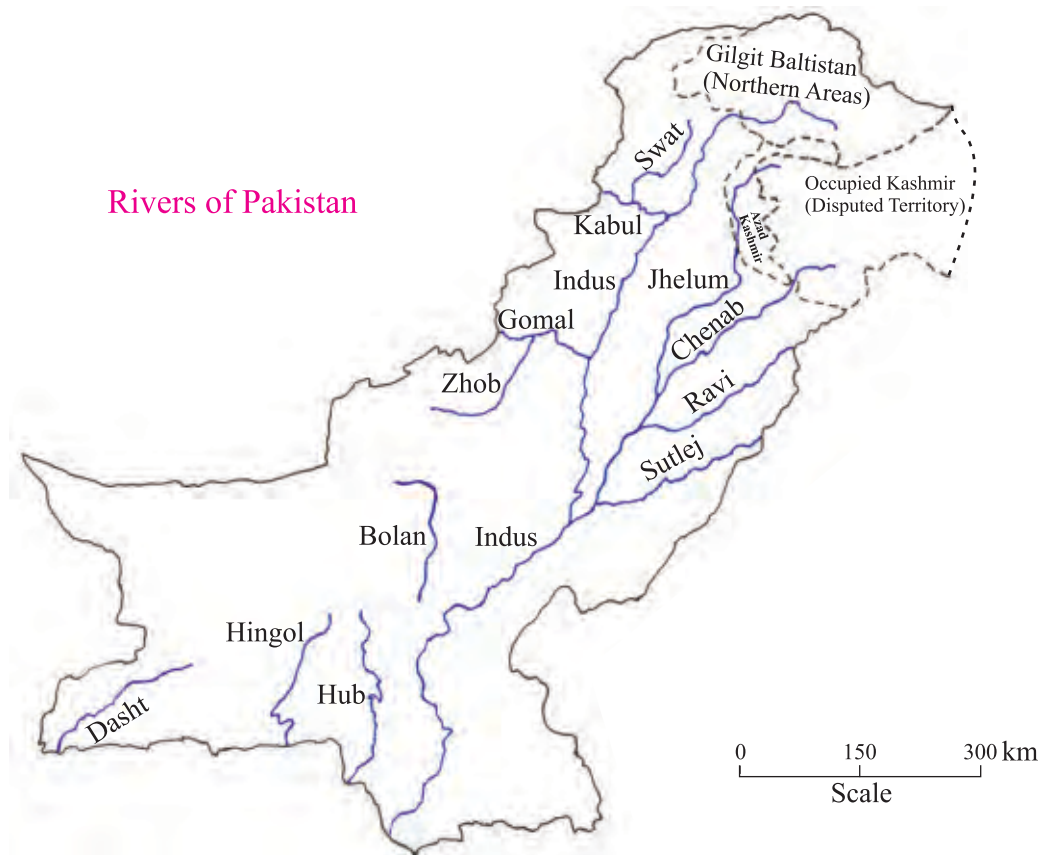 Gilgit Baltistan
(Northern Areas)
Swat
Rivers of Pakistan
Occupied Kashmir
(Disputed Territory)
Azad
Kashmir
Kabul
Indus
Jhelum
Gomal
Chenab
Zhob
Ravi
Sutlej
Bolan
Indus
Hingol
Hub
Dasht
0 150 300 km
Scale